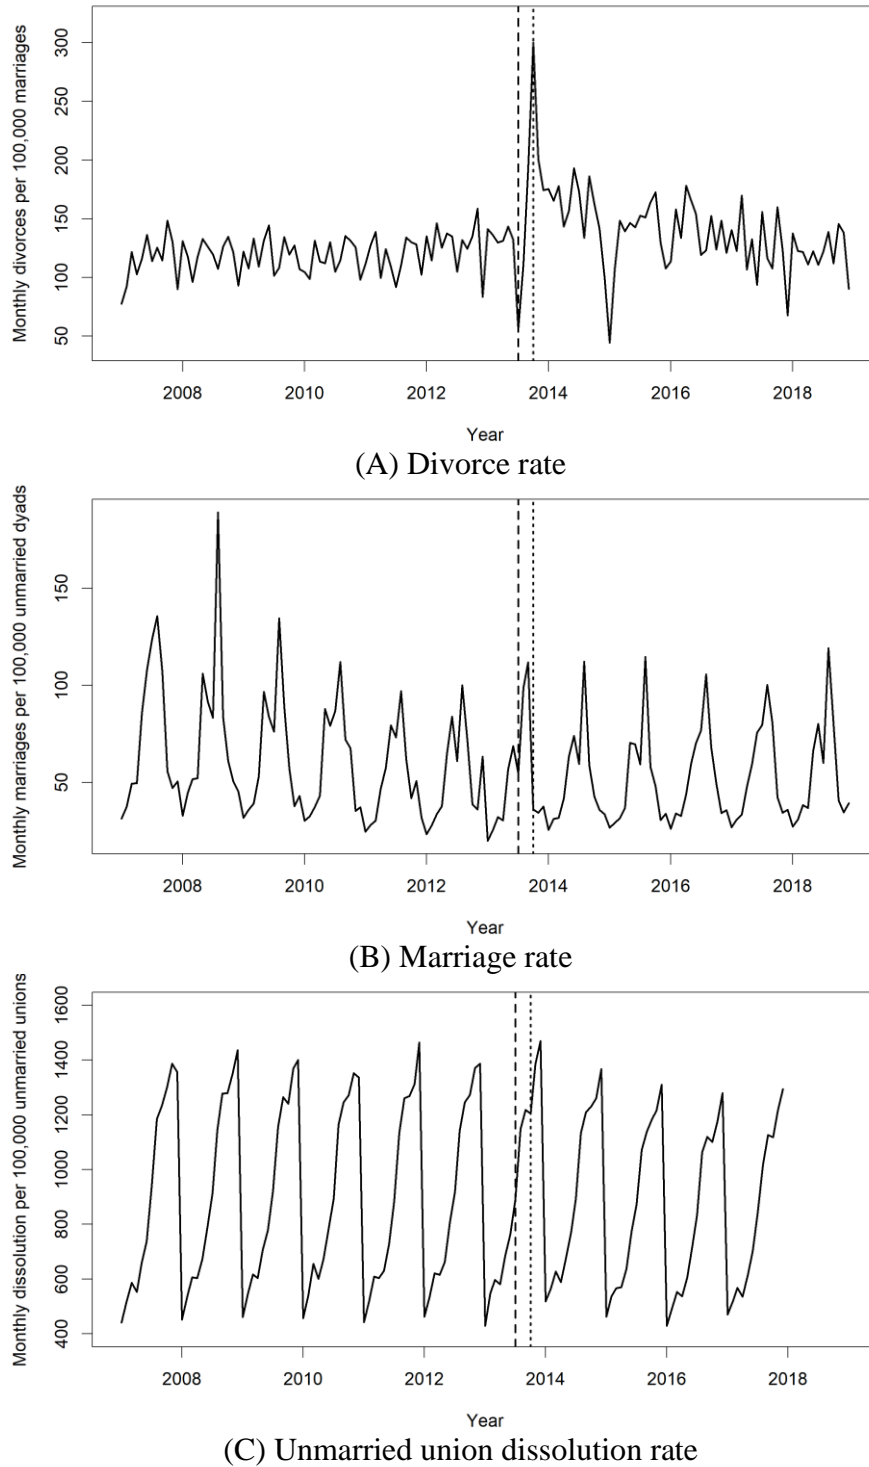 Monthly divorces per 100,000 marriages
300
250
200
150
100
50
2008 2010 2012 2014 2016 2018
Year
(A) Divorce rate
Monthly marriages per 100,000 unmarried dyads
150
100
50
2008 2010 2012 2014 2016 2018
Year
(B) Marriage rate
Monthly dissolution per 100,000 unmarried unions
1600
1400
1200
1000
800
600
400
2008 2010 2012 2014 2016 2018
Year
(C) Unmarried union dissolution rate